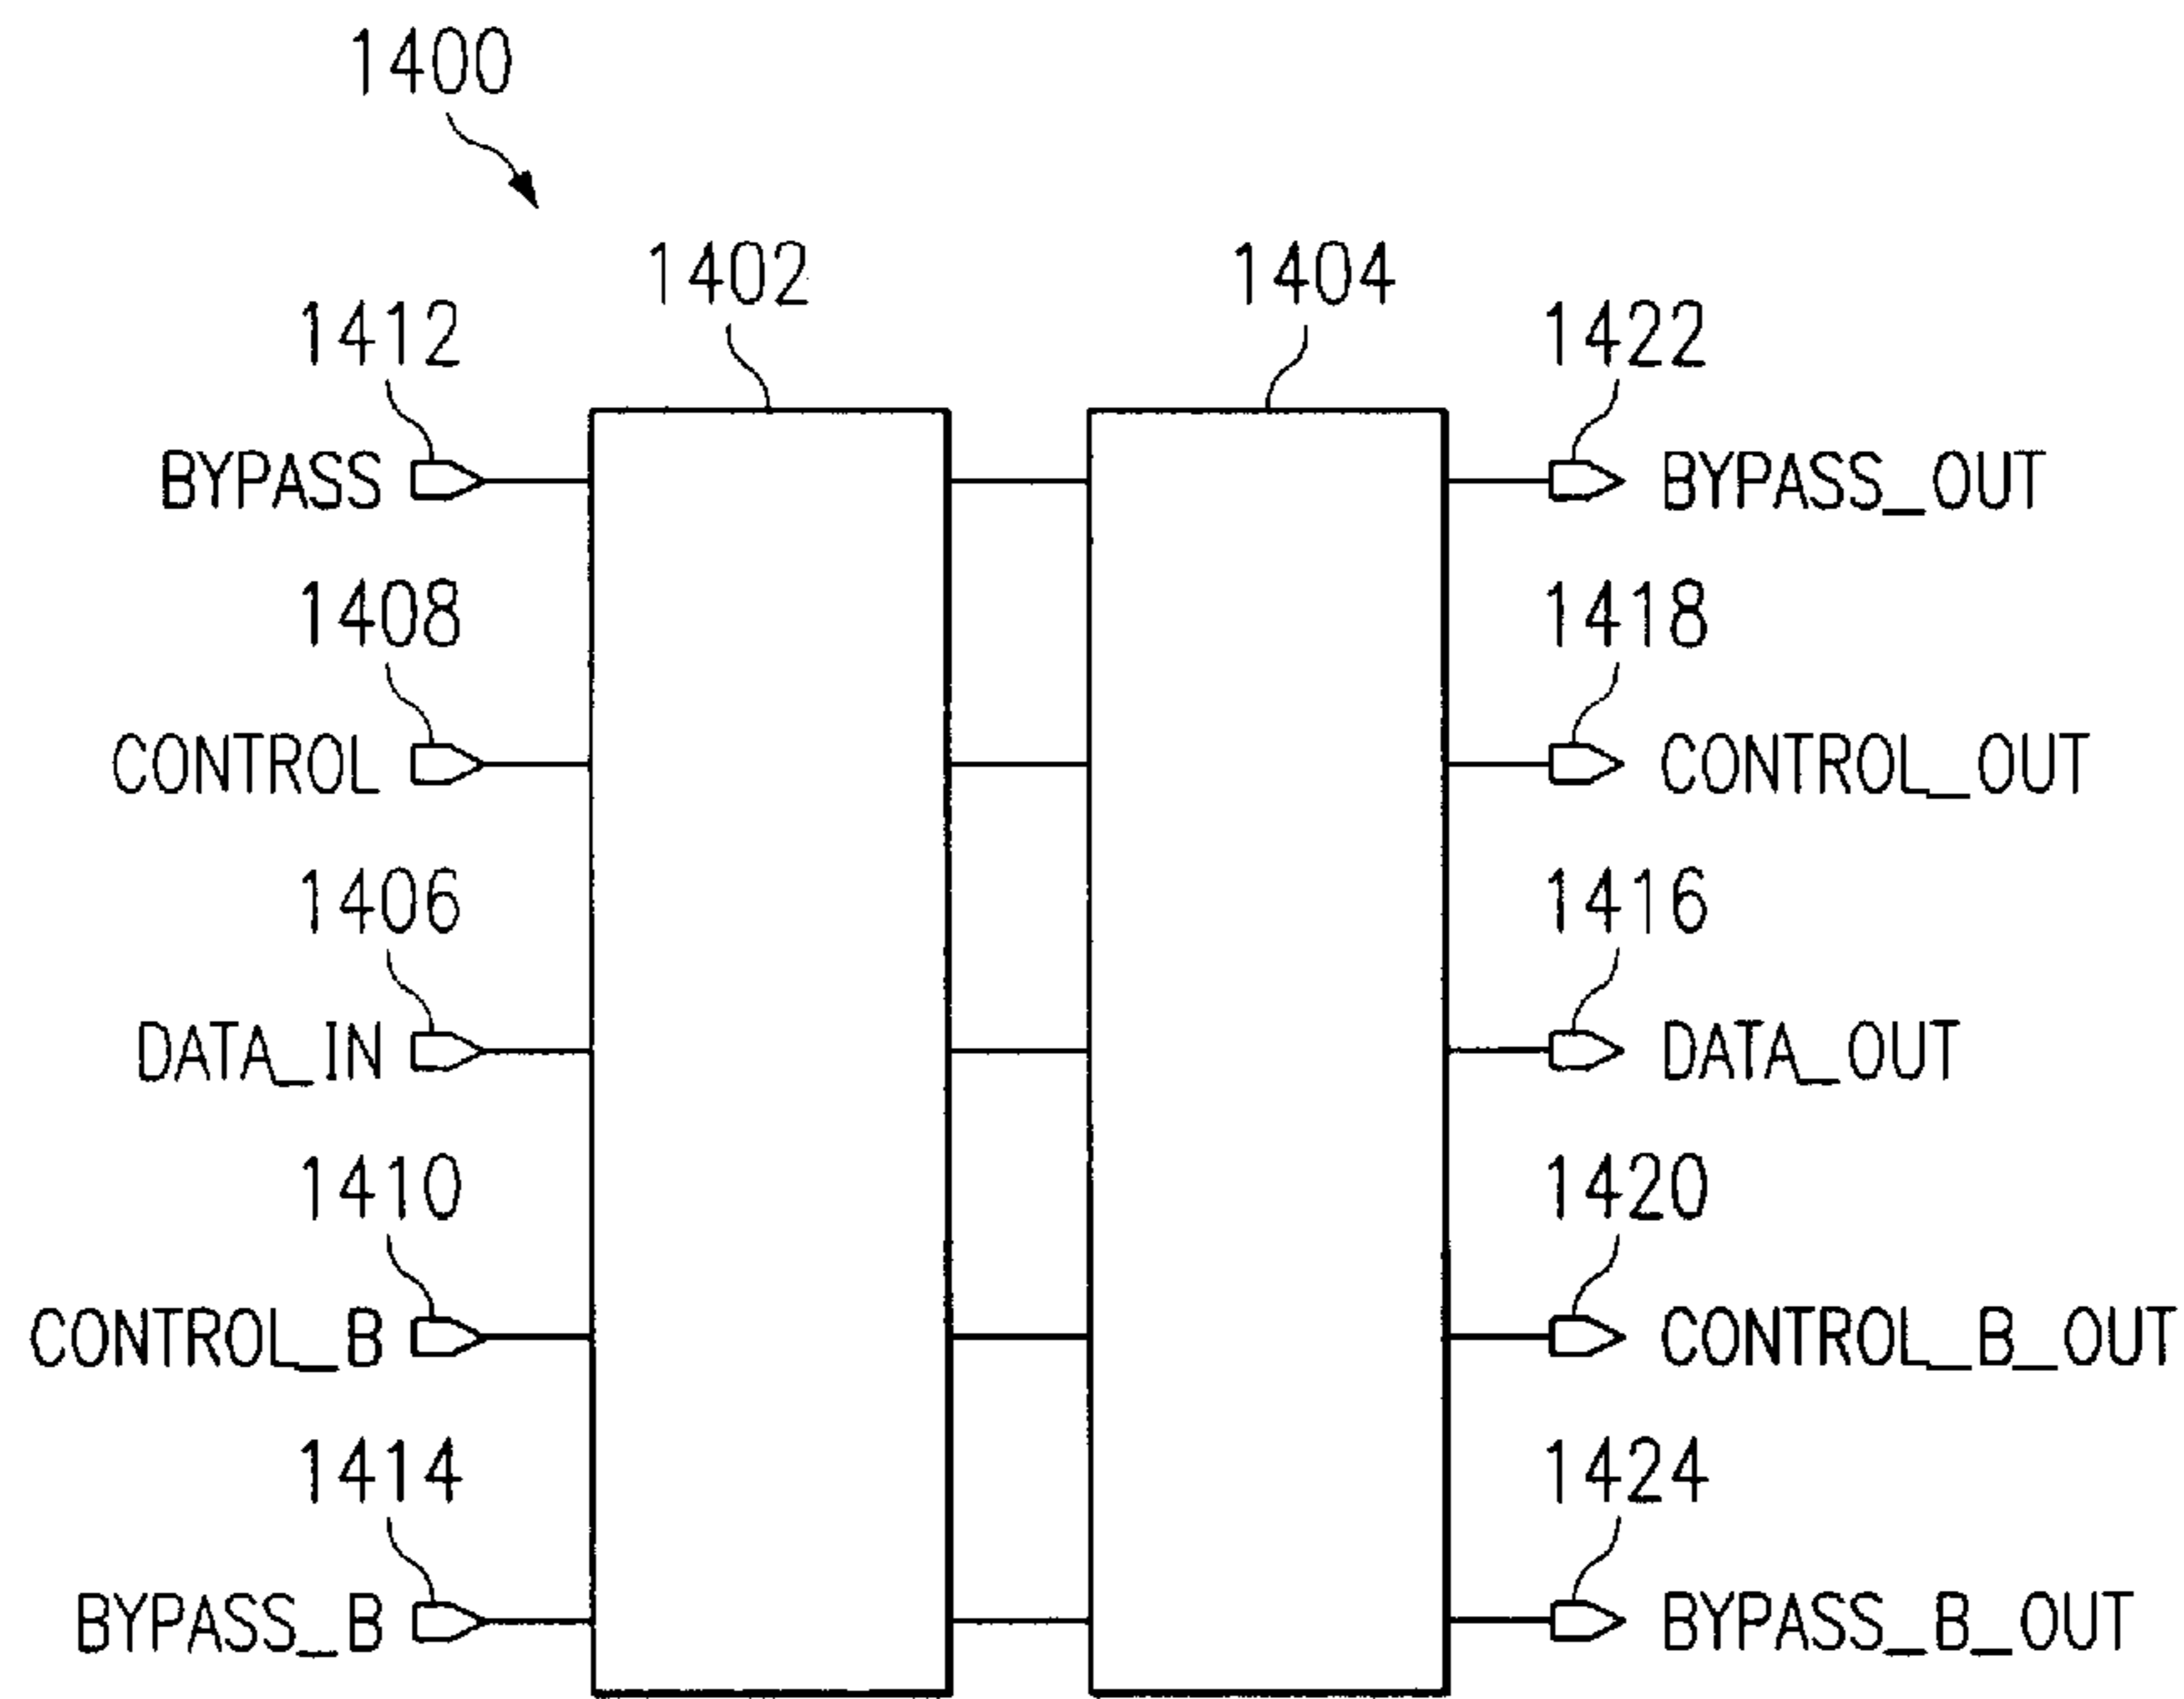 1400
1402 1404
1412 1422
BYPASS BYPASS_OUT
1408 1418
CONTROL CONTROL_OUT
1406 1416
DATA_IN DATA_OUT
1410 1420
CONTROL_B CONTROL_B_OUT
1414 1424
BYPASS_B BYPASS_B_OUT